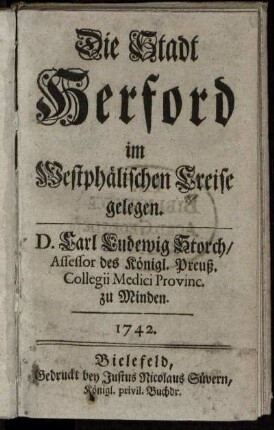 Die Stadt
Herford
im
Westphälischen Creise
gelegen.
D. Carl Ludewig Storch/
Assessor des Königl. Preuß.
Collegii Medici Provinc.
zu Minden.
1742.
Bielefeld,
Gedruckt bey Justus Nicolaus Süvern,
Königl. privil. Buchdr.